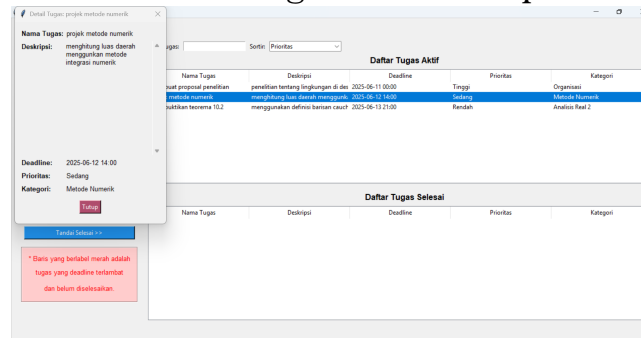 Detail Tugas: projek metode numerik
Nama Tugas: projek metode numerik
Deskripsi: menghitung luas daerah
menggunkan metode
integrasi numerik
Deadline: 2025-06-12 14:00
Prioritas: Sedang
Kategori: Metode Numerik
Tutup
Tandai Selesai >>
* Baris yang berlabel merah adalah
tugas yang deadline terlambat
dan belum diselesaikan.
Sortir: Prioritas
Daftar Tugas Aktif
Nama Tugas Deskripsi Deadline Prioritas Kategori
proposal penelitian penelitian tentang lingkungan di des 2025-06-11 00:00 Tinggi Organisasi
metode numerik menghitung luas daerah menggunk 2025-06-12 14:00 Sedang Metode Numerik
teorema 10.2 menggunakan definisi barisan cauch 2025-06-13 21:00 Rendah Analisis Real 2
Daftar Tugas Selesai
Nama Tugas Deskripsi Deadline Prioritas Kategori